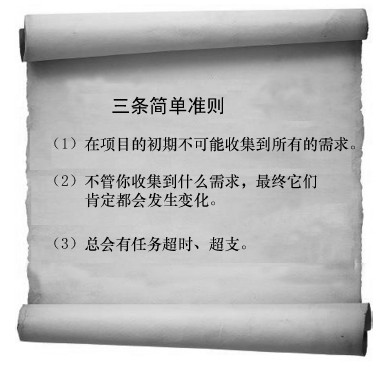 三条简单准则
（1）在项目的初期不可能收集到所有的需求。
（2）不管你收集到什么需求，最终它们
肯定都会发生变化。
（3）总会有任务超时、超支。